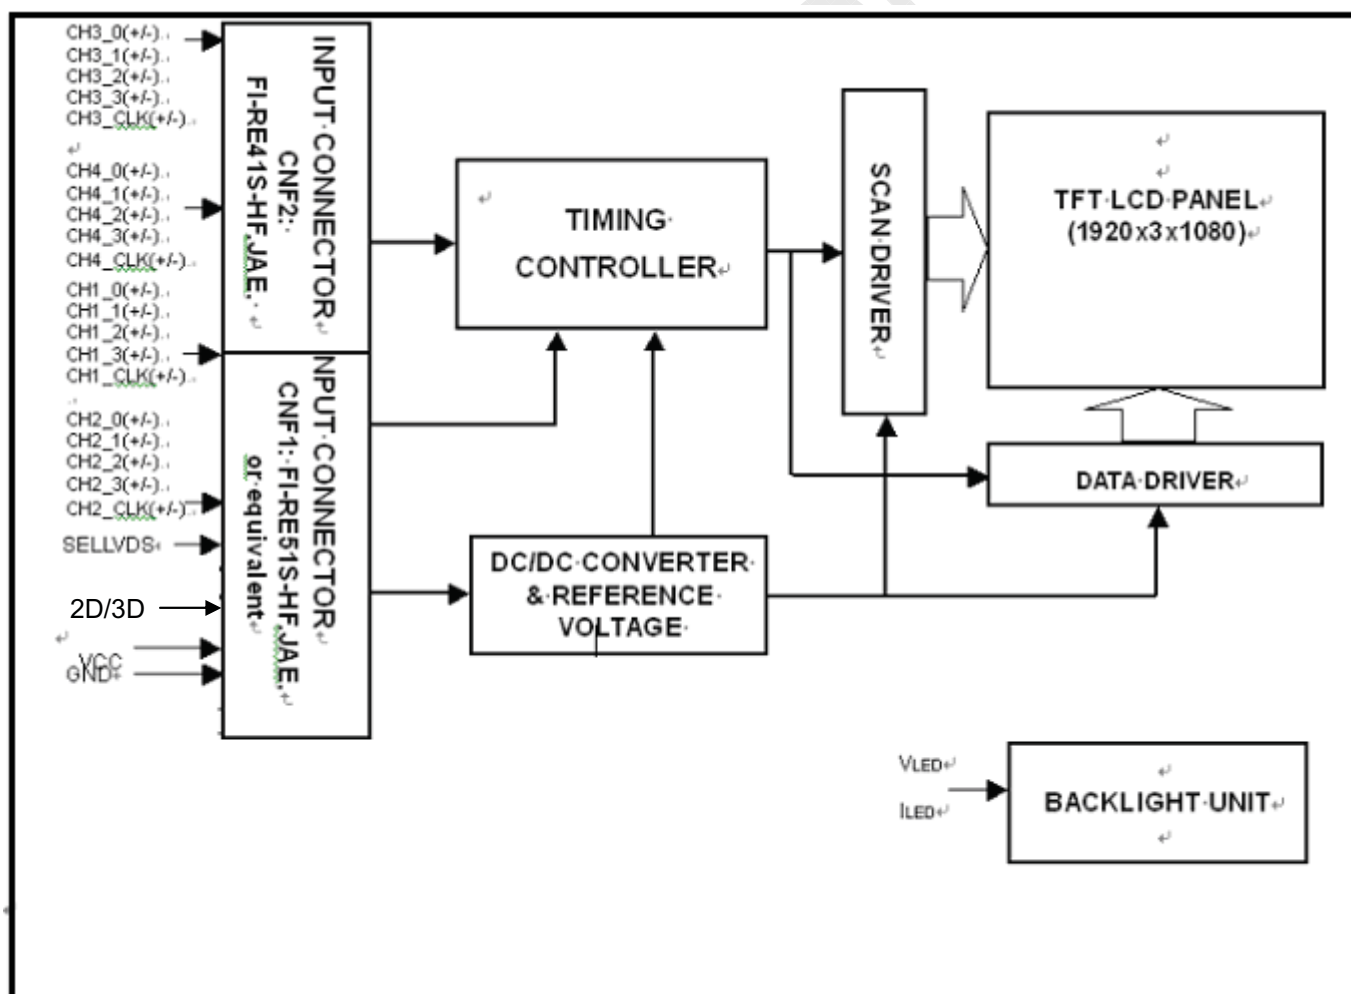 CH3_0(+/-)
CH3_1(+/-)
CH3_2(+/-)
CH3_3(+/-)
CH3_CLK(+/-)
CH4_0(+/-)
CH4_1(+/-)
CH4_2(+/-)
CH4_3(+/-)
CH4_CLK(+/-)
CH1_0(+/-)
CH1_1(+/-)
CH1_2(+/-)
CH1_3(+/-)
CH1_CLK(+/-)
CH2_0(+/-)
CH2_1(+/-)
CH2_2(+/-)
CH2_3(+/-)
CH2_CLK(+/-)
SELLVDS
2D/3D
VCC
GND
INPUT CONNECTOR
CNF2:
FI-RE41S-HF,JAE,
NPUT CONNECTOR
CNF1: FI-RE51S-HF,JAE,
or equivalent
TIMING
CONTROLLER
DC/DC CONVERTER
& REFERENCE
VOLTAGE
SCAN DRIVER
TFT LCD PANEL
(1920x3x1080)
DATA DRIVER
VLED
ILED
BACKLIGHT UNIT